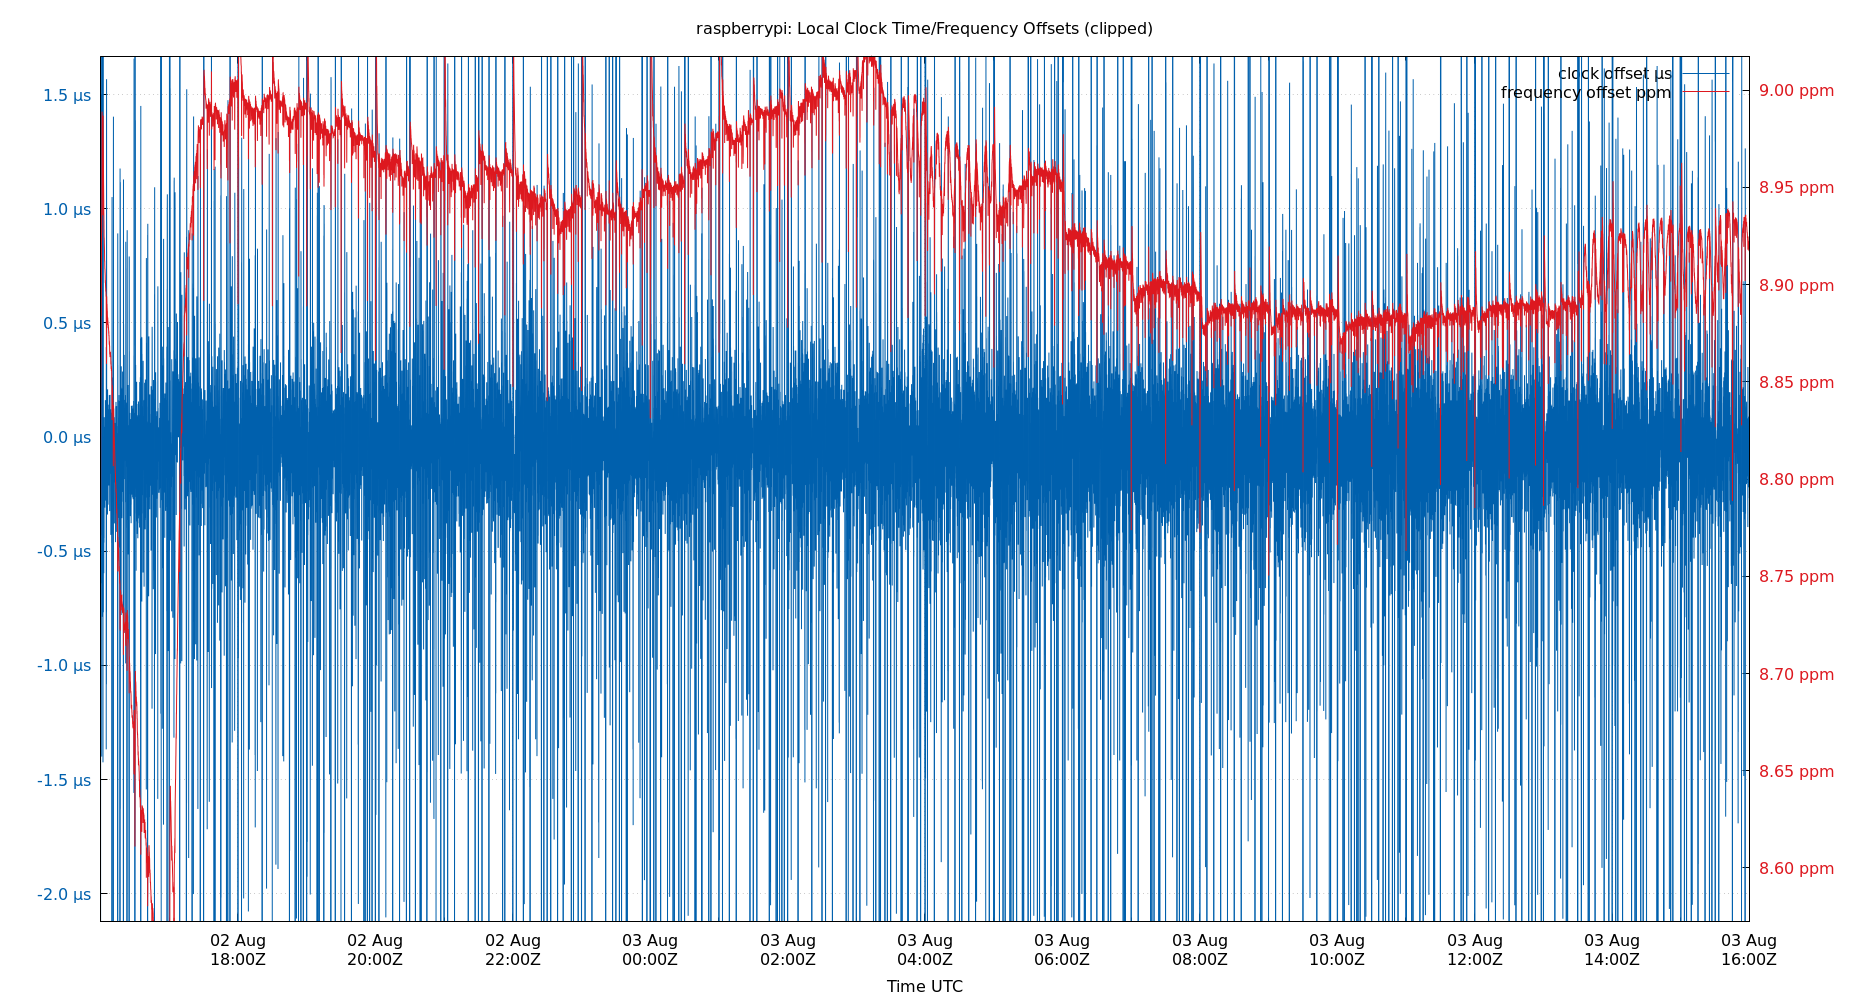 raspberrypi: Local Clock Time/Frequency Offsets (clipped)
clock offset µs
frequency offset ppm
1.5 µs
1.0 µs
0.5 µs
0.0 µs
-0.5 µs
-1.0 µs
-1.5 µs
-2.0 µs
9.00 ppm
8.95 ppm
8.90 ppm
8.85 ppm
8.80 ppm
8.75 ppm
8.70 ppm
8.65 ppm
8.60 ppm
02 Aug 02 Aug 02 Aug 03 Aug 03 Aug 03 Aug 03 Aug 03 Aug 03 Aug 03 Aug 03 Aug 03 Aug
18:00Z 20:00Z 22:00Z 00:00Z 02:00Z 04:00Z 06:00Z 08:00Z 10:00Z 12:00Z 14:00Z 16:00Z
Time UTC